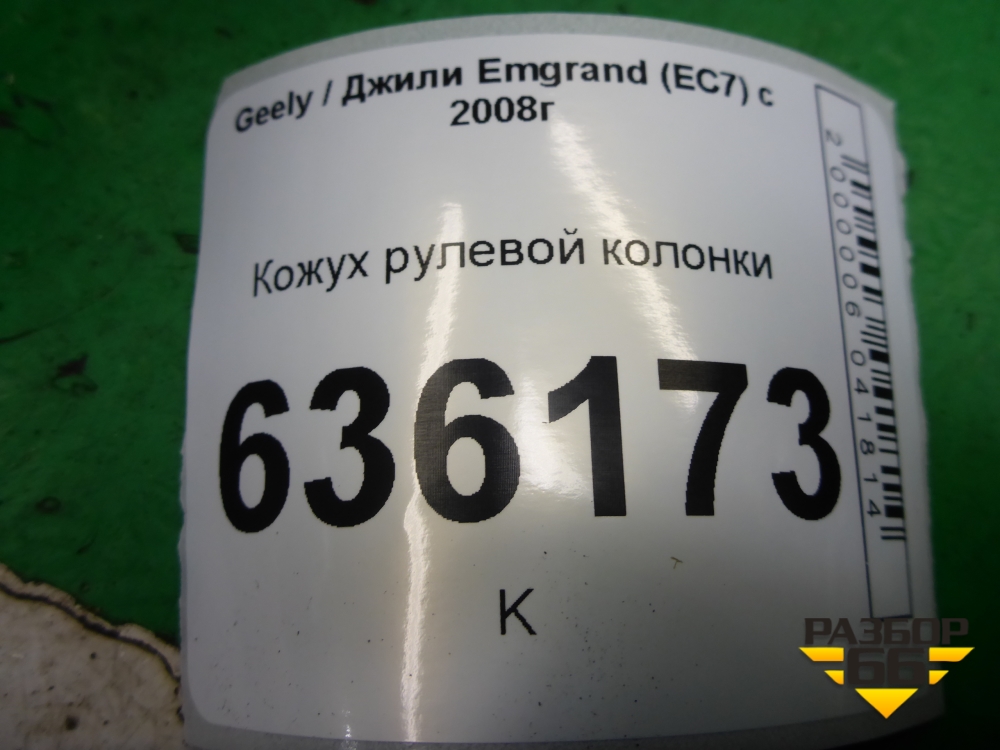 Geely / Джили Emgrand (EC7) с
2008г
Кожух рулевой колонки
636173
К
2000006041814
РАЗБОР
66